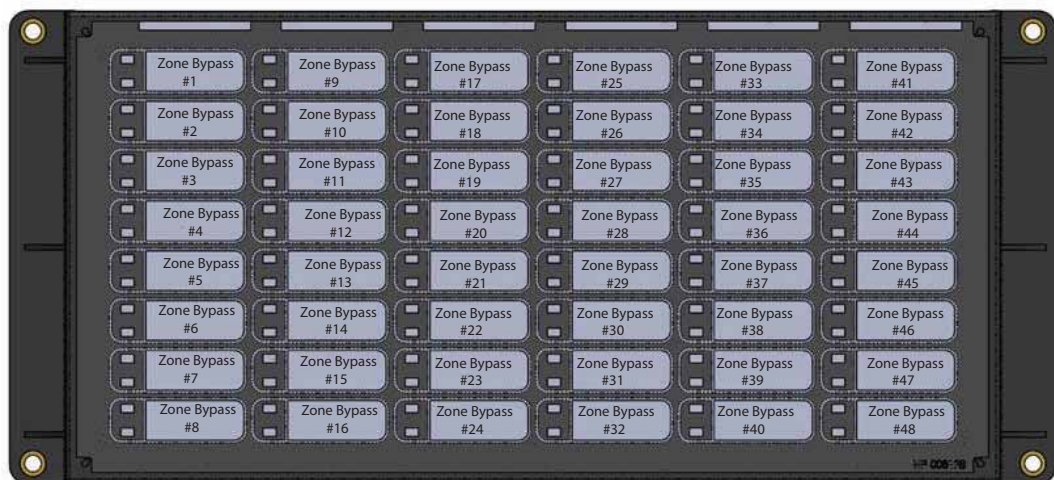 Zone Bypass
#1
Zone Bypass
#2
Zone Bypass
#3
Zone Bypass
#4
Zone Bypass
#5
Zone Bypass
#6
Zone Bypass
#7
Zone Bypass
#8
Zone Bypass
#9
Zone Bypass
#10
Zone Bypass
#11
Zone Bypass
#12
Zone Bypass
#13
Zone Bypass
#14
Zone Bypass
#15
Zone Bypass
#16
Zone Bypass
#17
Zone Bypass
#18
Zone Bypass
#19
Zone Bypass
#20
Zone Bypass
#21
Zone Bypass
#22
Zone Bypass
#23
Zone Bypass
#24
Zone Bypass
#25
Zone Bypass
#26
Zone Bypass
#27
Zone Bypass
#28
Zone Bypass
#29
Zone Bypass
#30
Zone Bypass
#31
Zone Bypass
#32
Zone Bypass
#33
Zone Bypass
#34
Zone Bypass
#35
Zone Bypass
#36
Zone Bypass
#37
Zone Bypass
#38
Zone Bypass
#39
Zone Bypass
#40
Zone Bypass
#41
Zone Bypass
#42
Zone Bypass
#43
Zone Bypass
#44
Zone Bypass
#45
Zone Bypass
#46
Zone Bypass
#47
Zone Bypass
#48